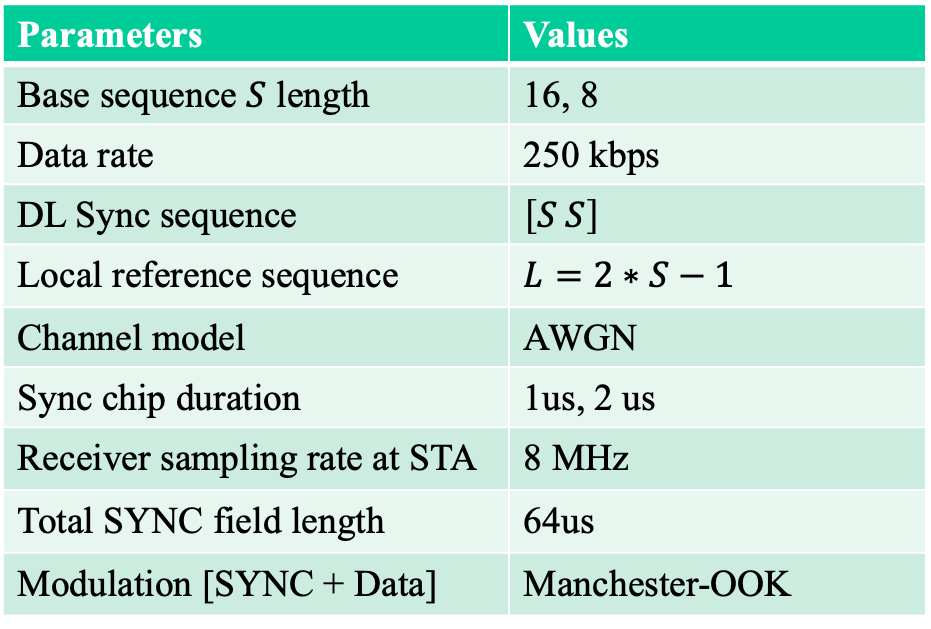 Parameters Values
Base sequence S length 16, 8
Data rate 250 kbps
DL Sync sequence [S S]
Local reference sequence L = 2 ∗ S − 1
Channel model AWGN
Sync chip duration 1us, 2 us
Receiver sampling rate at STA 8 MHz
Total SYNC field length 64us
Modulation [SYNC + Data] Manchester-OOK